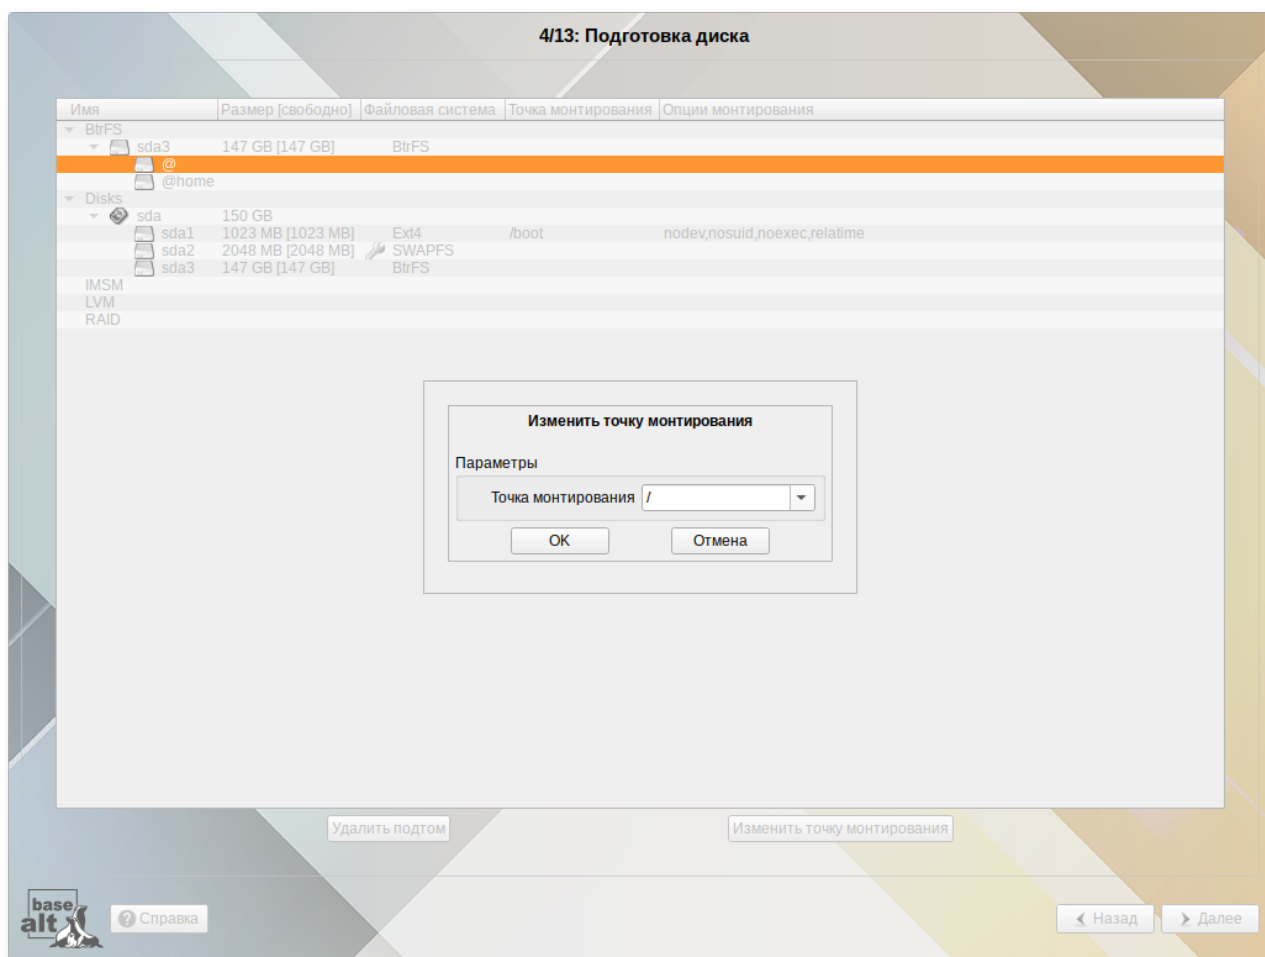 4/13: Подготовка диска
Имя Размер [свободно] Файловая система Точка монтирования Опции монтирования
BtrFS
sda3 147 GB [147 GB] BtrFS
@
@home
Disks
sda 150 GB
sda1 1023 MB [1023 MB] Ext4 /boot nodev,nosuid,noexec,relatime
sda2 2048 MB [2048 MB] SWAPFS
sda3 147 GB [147 GB] BtrFS
IMSM
LVM
RAID
Изменить точку монтирования
Параметры
Точка монтирования /
OK Отмена
Удалить подтом Изменить точку монтирования
base
alt
Справка Назад Далее